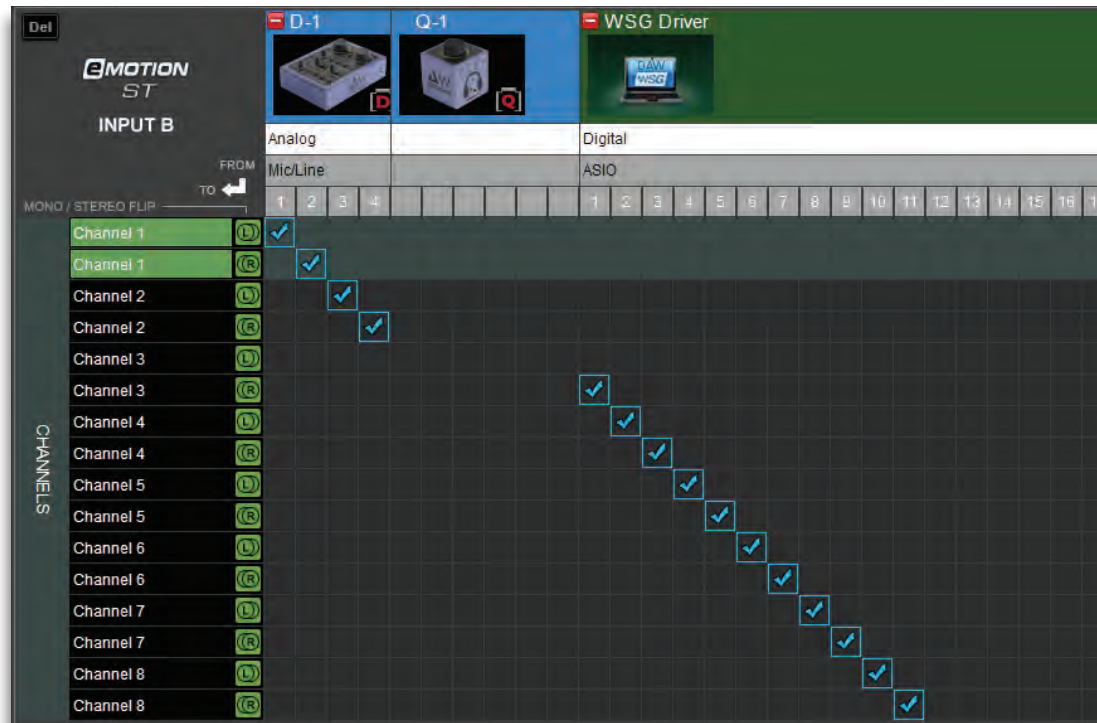 Del
eMOTION
ST
INPUT B
FROM
TO
MONO / STEREO FLIP
D-1
Q-1
WSG Driver
D
Q
DAW
WSG
Analog
Digital
Mic/Line
ASIO
1 2 3 4
1 2 3 4 5 6 7 8 9 10 11 12 13 14 15 16
CHANNELS
Channel 1 L
Channel 1 R
Channel 2 L
Channel 2 R
Channel 3 L
Channel 3 R
Channel 4 L
Channel 4 R
Channel 5 L
Channel 5 R
Channel 6 L
Channel 6 R
Channel 7 L
Channel 7 R
Channel 8 L
Channel 8 R